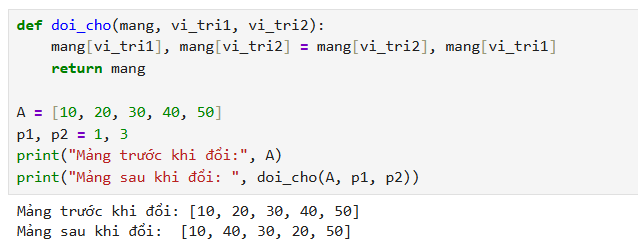 def doi_cho(mang, vi_tri1, vi_tri2):
    mang[vi_tri1], mang[vi_tri2] = mang[vi_tri2], mang[vi_tri1]
    return mang

A = [10, 20, 30, 40, 50]
p1, p2 = 1, 3
print("Mảng trước khi đổi:", A)
print("Mảng sau khi đổi: ", doi_cho(A, p1, p2))
Mảng trước khi đổi: [10, 20, 30, 40, 50]
Mảng sau khi đổi:  [10, 40, 30, 20, 50]